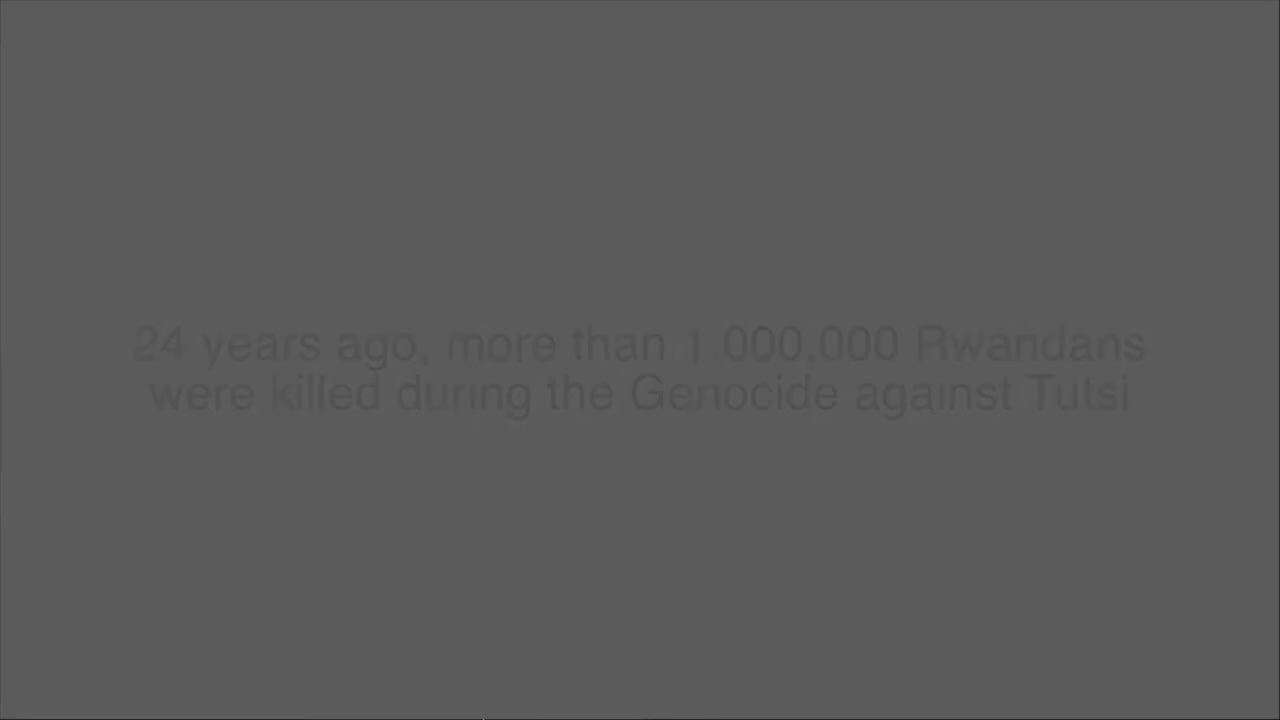 24 years ago, more than 1.000.000 Rwandans
were killed during the Genocide against Tutsi